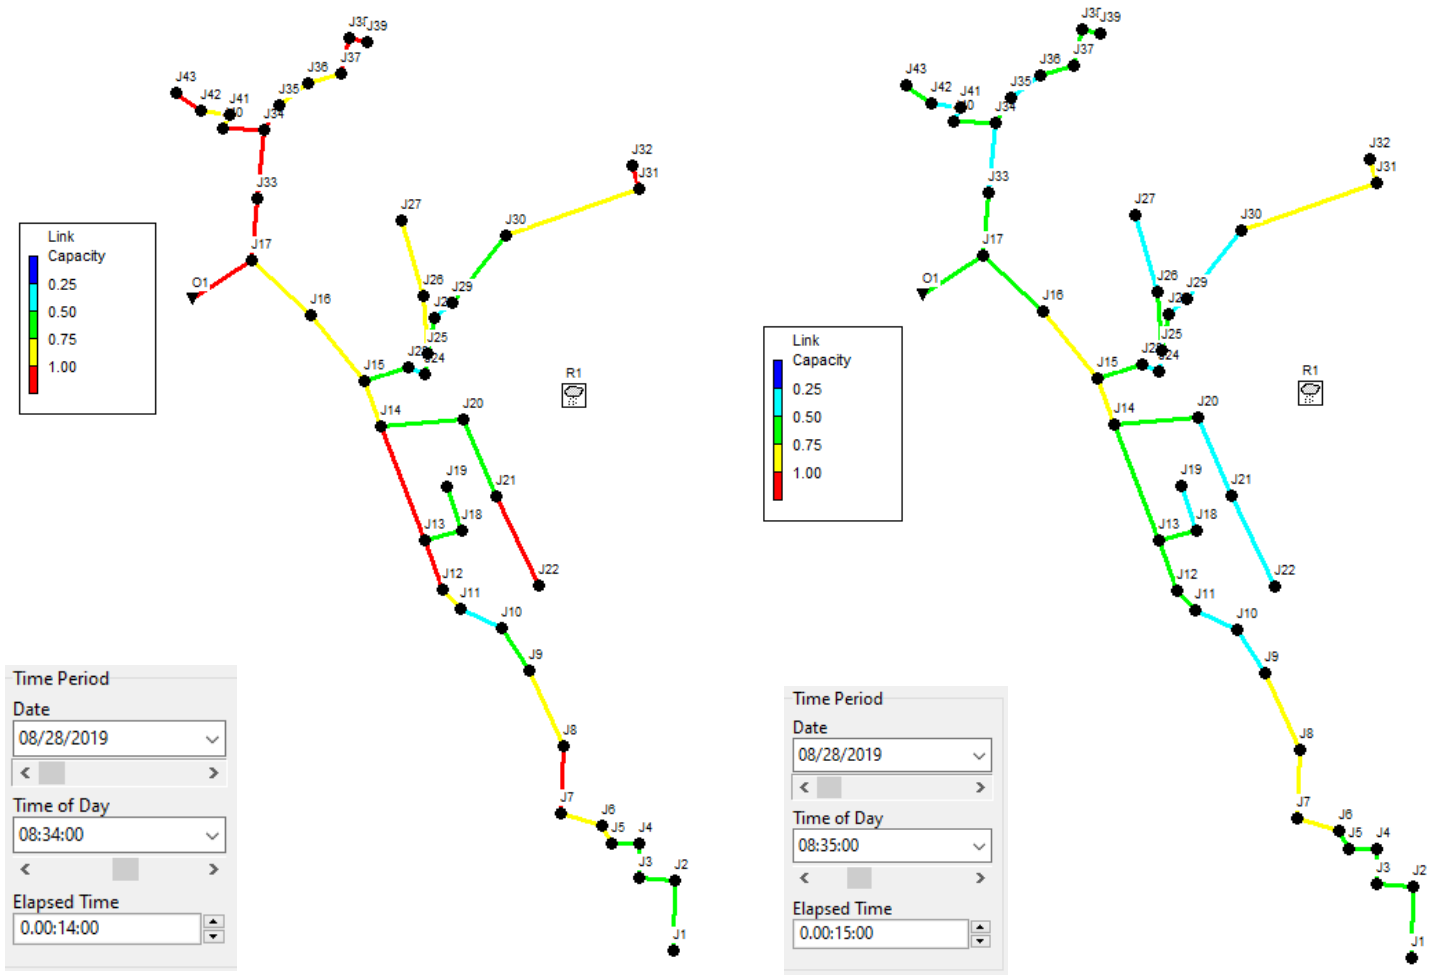 J39
J36
J37
J43
J35
J42
J41
J34
J33
J17
O1
J16
J15
J14
J27
J26
J29
J25
J30
J32
J31
R1
J20
J19
J21
J18
J13
J22
J12
J11
J10
J9
J8
J7
J6
J5
J4
J3
J2
J1
Link
Capacity
0.25
0.50
0.75
1.00
Time Period
Date
08/28/2019
Time of Day
08:34:00
Elapsed Time
0.00:14:00
J39
J37
J36
J43
J35
J42
J41
J34
J33
J17
O1
J16
J15
J14
J27
J26
J29
J25
J30
J32
J31
R1
J20
J19
J21
J18
J13
J22
J12
J11
J10
J9
J8
J7
J6
J5
J4
J3
J2
J1
Link
Capacity
0.25
0.50
0.75
1.00
Time Period
Date
08/28/2019
Time of Day
08:35:00
Elapsed Time
0.00:15:00